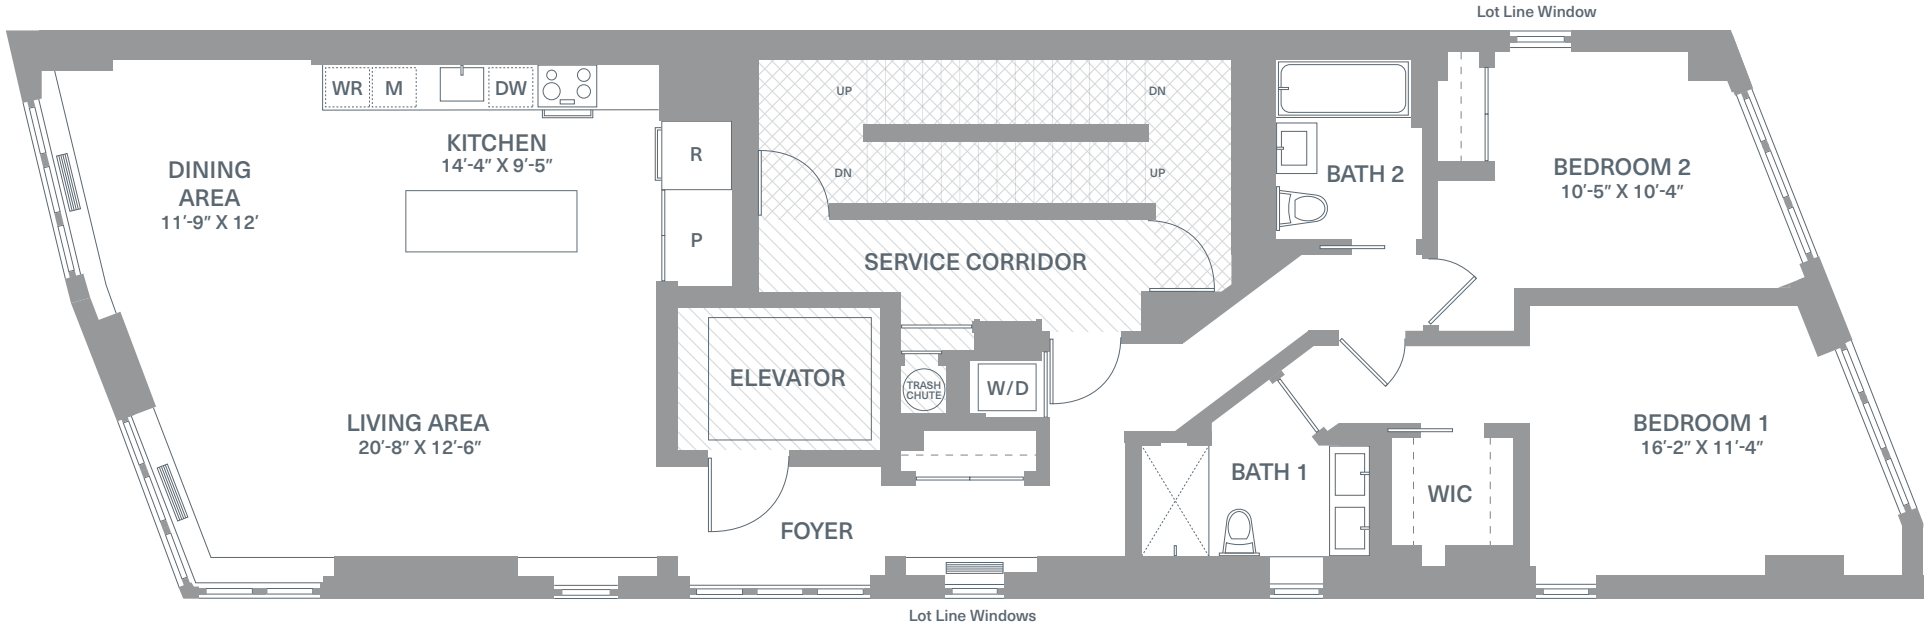 Lot Line Window
WR
M
DW
KITCHEN
14′-4″ X 9′-5″
R
P
DINING
AREA
11′-9″ X 12′
LIVING AREA
20′-8″ X 12′-6″
UP
DN
DN
UP
SERVICE CORRIDOR
ELEVATOR
TRASH
CHUTE
W/D
FOYER
BATH 2
BEDROOM 2
10′-5″ X 10′-4″
BATH 1
WIC
BEDROOM 1
16′-2″ X 11′-4″
Lot Line Windows